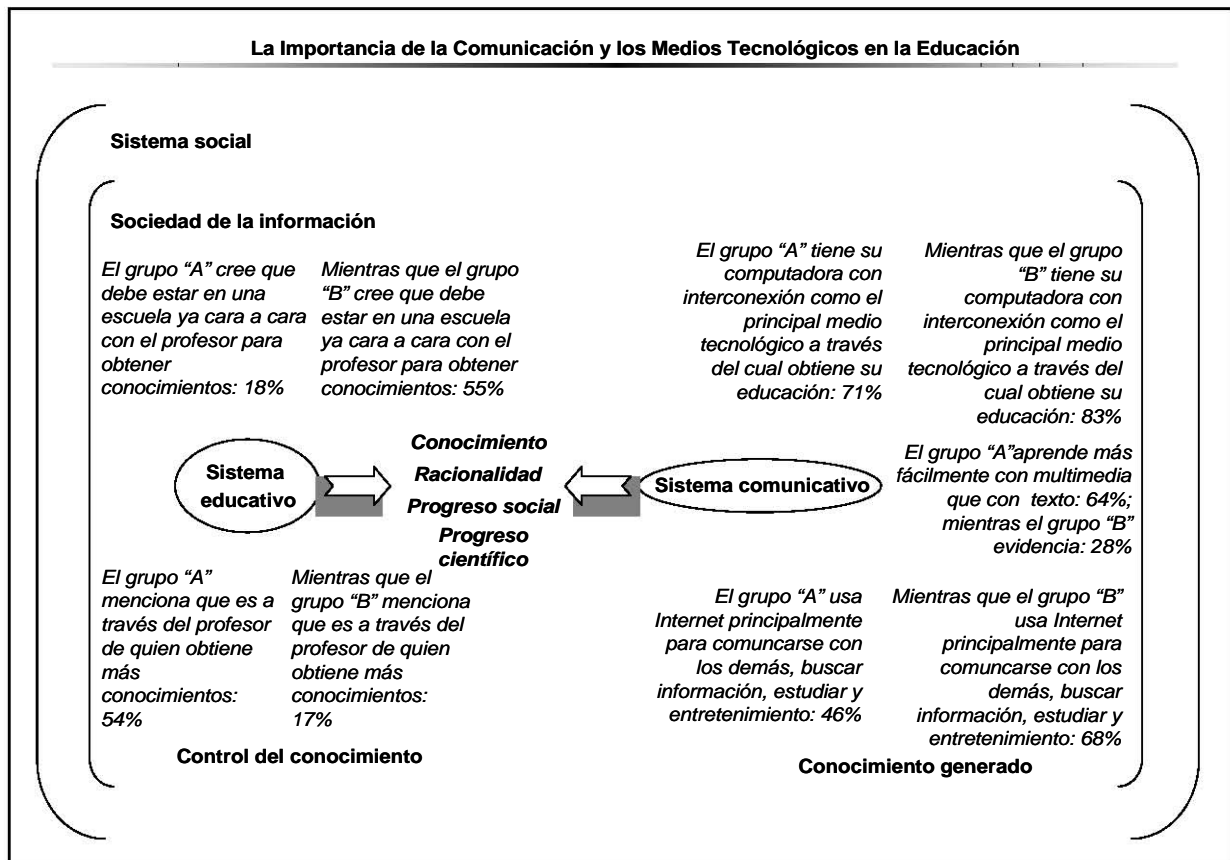 La Importancia de la Comunicación y los Medios Tecnológicos en la Educación
Sistema social
Sociedad de la información
El grupo “A” cree que
debe estar en una
escuela ya cara a cara
con el profesor para
obtener
conocimientos: 18%
Mientras que el grupo
“B” cree que debe
estar en una escuela
ya cara a cara con el
profesor para obtener
conocimientos: 55%
El grupo “A” tiene su
computadora con
interconexión como el
principal medio
tecnológico a través
del cual obtiene su
educación: 71%
Mientras que el grupo
“B” tiene su
computadora con
interconexión como el
principal medio
tecnológico a través del
cual obtiene su
educación: 83%
Sistema
educativo
Conocimiento
Racionalidad
Progreso social
Progreso
científico
Sistema comunicativo
El grupo “A”aprende más
fácilmente con multimedia
que con texto: 64%;
mientras el grupo “B”
evidencia: 28%
El grupo “A”
menciona que es a
través del profesor
de quien obtiene
más
conocimientos:
54%
Mientras que el
grupo “B” menciona
que es a través del
profesor de quien
obtiene más
conocimientos:
17%
El grupo “A” usa
Internet principalmente
para comuncarse con
los demás, buscar
información, estudiar y
entretenimiento: 46%
Mientras que el grupo “B”
usa Internet
principalmente para
comuncarse con los
demás, buscar
información, estudiar y
entretenimiento: 68%
Control del conocimiento
Conocimiento generado